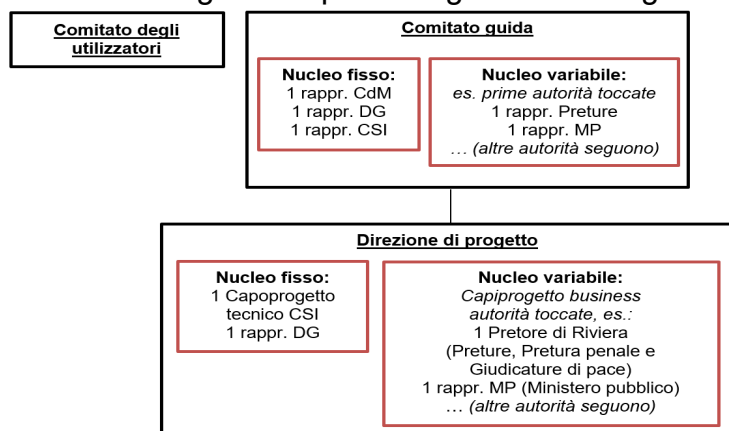 Comitato degli
utilizzatori
Comitato guida
Nucleo fisso:
1 rappr. CdM
1 rappr. DG
1 rappr. CSI
Nucleo variabile:
es. prime autorità toccate
1 rappr. Preture
1 rappr. MP
… (altre autorità seguono)
Direzione di progetto
Nucleo fisso:
1 Capoprogetto
tecnico CSI
1 rappr. DG
Nucleo variabile:
Capiprogetto business
autorità toccate, es.:
1 Pretore di Riviera
(Preture, Pretura penale e
Giudicature di pace)
1 rappr. MP (Ministero pubblico)
… (altre autorità seguono)